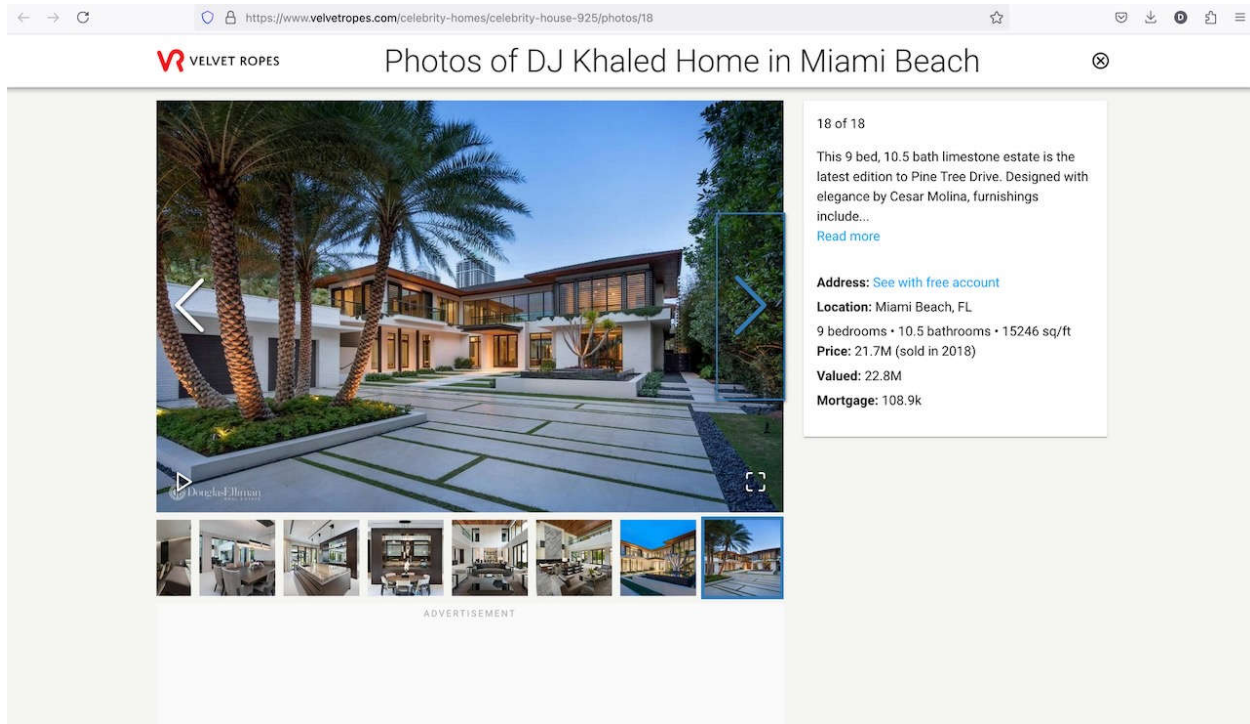 https://www.velvetropes.com/celebrity-homes/celebrity-house-925/photos/18
D
VR VELVET ROPES
Photos of DJ Khaled Home in Miami Beach
18 of 18
This 9 bed, 10.5 bath limestone estate is the
latest edition to Pine Tree Drive. Designed with
elegance by Cesar Molina, furnishings
include...
Read more
Address: See with free account
Location: Miami Beach, FL
9 bedrooms • 10.5 bathrooms • 15246 sq/ft
Price: 21.7M (sold in 2018)
Valued: 22.8M
Mortgage: 108.9k
DouglasElliman
REAL ESTATE
ADVERTISEMENT